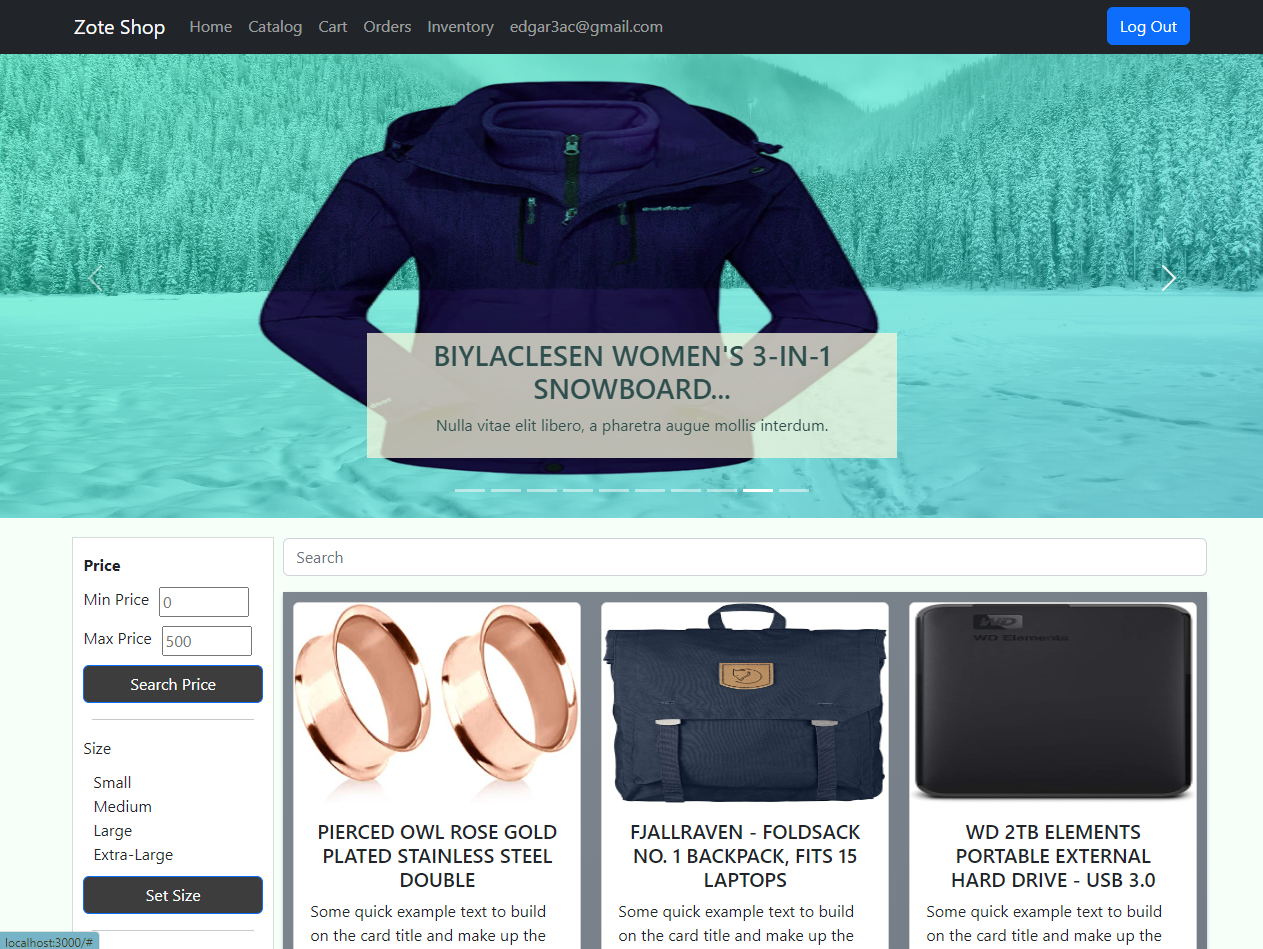 Zote Shop Home Catalog Cart Orders Inventory edgar3ac@gmail.com Log Out
outdoor
BIYLACLESEN WOMEN'S 3-IN-1
SNOWBOARD...
Nulla vitae elit libero, a pharetra augue mollis interdum.
Price
Min Price 0
Max Price 500
Search Price
Size
Small
Medium
Large
Extra-Large
Set Size
Search
WD
WD Elements
PIERCED OWL ROSE GOLD
PLATED STAINLESS STEEL
DOUBLE
Some quick example text to build
on the card title and make up the
FJALLRAVEN - FOLDSACK
NO. 1 BACKPACK, FITS 15
LAPTOPS
Some quick example text to build
on the card title and make up the
WD 2TB ELEMENTS
PORTABLE EXTERNAL
HARD DRIVE - USB 3.0
Some quick example text to build
on the card title and make up the
localhost:3000/#